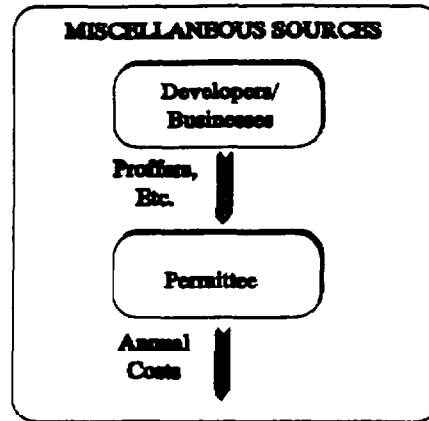 MISCELLANEOUS SOURCES
Developers/
Businesses
Proffers,
Etc.
Permittee
Annual
Costs